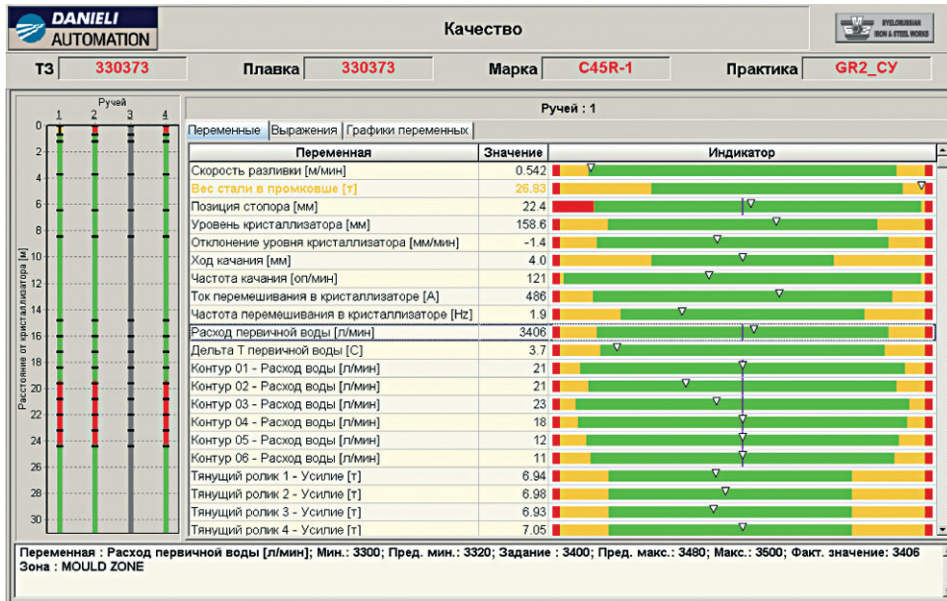 DANIELI
AUTOMATION
Качество
BYELORUSSIAN
IRON & STEEL WORKS
ТЗ 330373 Плавка 330373 Марка C45R-1 Практика GR2_СУ
Ручей
1 2 3 4
Ручей : 1
Переменные Выражения Графики переменных
Переменная Значение Индикатор
Скорость разливки [м/мин] 0.542
Вес стали в промковше [т] 26.83
Позиция стопора [мм] 22.4
Уровень кристаллизатора [мм] 158.6
Отклонение уровня кристаллизатора [мм/мин] -1.4
Ход качания [мм] 4.0
Частота качания [оп/мин] 121
Ток перемешивания в кристаллизаторе [А] 486
Частота перемешивания в кристаллизаторе [Hz] 1.9
Расход первичной воды [л/мин] 3406
Дельта Т первичной воды [С] 3.7
Контур 01 - Расход воды [л/мин] 21
Контур 02 - Расход воды [л/мин] 21
Контур 03 - Расход воды [л/мин] 23
Контур 04 - Расход воды [л/мин] 18
Контур 05 - Расход воды [л/мин] 12
Контур 06 - Расход воды [л/мин] 11
Тянущий ролик 1 - Усилие [т] 6.94
Тянущий ролик 2 - Усилие [т] 6.98
Тянущий ролик 3 - Усилие [т] 6.93
Тянущий ролик 4 - Усилие [т] 7.05
Расстояние от кристаллизатора [м]
0
2
4
6
8
10
12
14
16
18
20
22
24
26
28
30
Переменная : Расход первичной воды [л/мин]; Мин.: 3300; Пред. мин.: 3320; Задание : 3400; Пред. макс.: 3480; Макс.: 3500; Факт. значение: 3406
Зона : MOULD ZONE